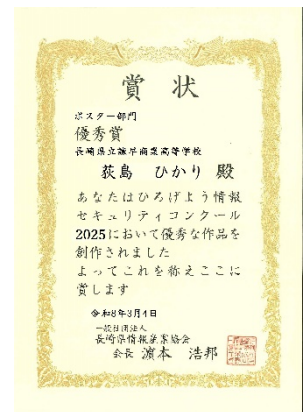 賞状
ポスター部門
優秀賞
長崎県立諫早商業高等学校
荻島 ひかり 殿
あなたはひろげよう情報
セキュリティコンクール
2025において優秀な作品を
創作されました
よってこれを称えここに
賞します
令和8年3月4日
一般社団法人
長崎県情報産業協会
会長 濵本 浩邦